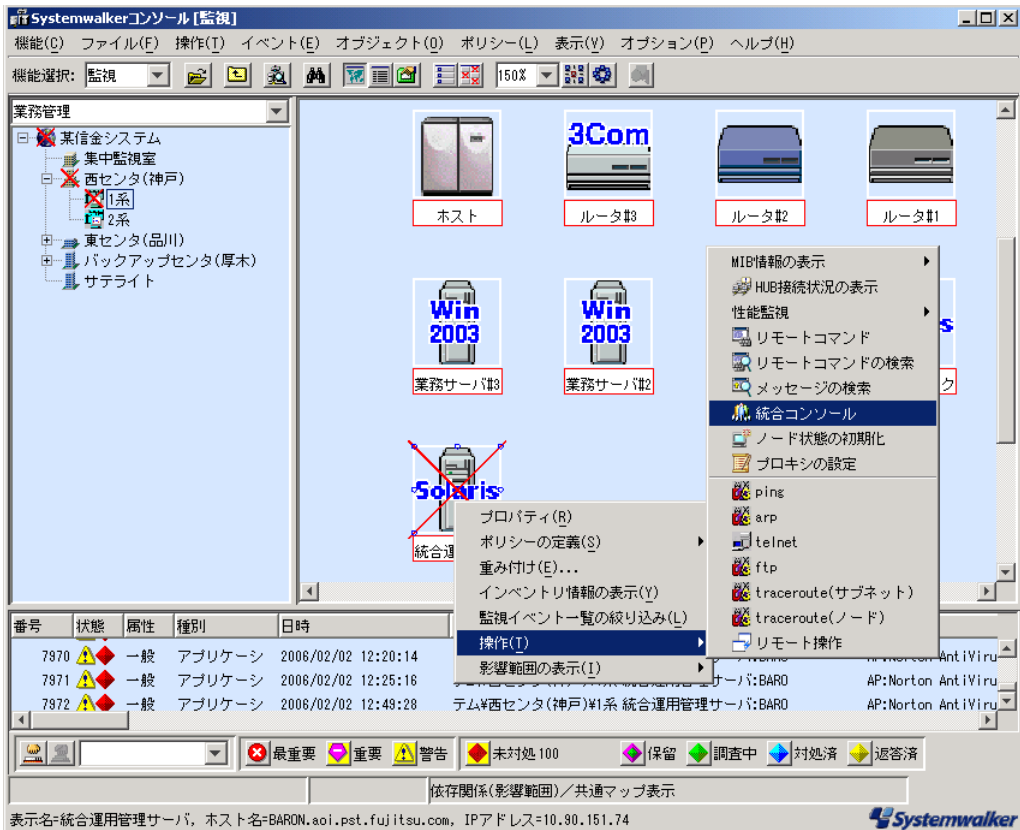 Systemwalkerコンソール [監視]
機能(C) ファイル(F) 操作(T) イベント(E) オブジェクト(O) ポリシー(L) 表示(V) オプション(P) ヘルプ(H)
機能選択: 監視 150%
業務管理
某信金システム
集中監視室
西センタ(神戸)
1系
2系
東センタ(品川)
バックアップセンタ(厚木)
サテライト
3Com
ホスト ルータ#3 ルータ#2 ルータ#1
Win 2003 Win 2003 s
業務サーバ#3 業務サーバ#2 ク
Solaris
統合運
プロパティ(R)
ポリシーの定義(S)
重み付け(E)...
インベントリ情報の表示(Y)
監視イベント一覧の絞り込み(L)
操作(T)
影響範囲の表示(I)
MIB情報の表示
HUB接続状況の表示
性能監視
リモートコマンド
リモートコマンドの検索
メッセージの検索
統合コンソール
ノード状態の初期化
プロキシの設定
ping
arp
telnet
ftp
traceroute(サブネット)
traceroute(ノード)
リモート操作
番号 状態 属性 種別 日時
7970 一般 アプリケーシ 2006/02/02 12:20:14 ーバ:BARO AP:Norton AntiViru
7971 一般 アプリケーシ 2006/02/02 12:25:16 サーバ:BARO AP:Norton AntiViru
7972 一般 アプリケーシ 2006/02/02 12:49:28 テム¥西センタ(神戸)¥1系 統合運用管理サーバ:BARO AP:Norton AntiViru
最重要 重要 警告 未対処100 保留 調査中 対処済 返答済
依存関係(影響範囲)／共通マップ表示
表示名=統合運用管理サーバ, ホスト名=BARON.aoi.pst.fujitsu.com, IPアドレス=10.90.151.74
Systemwalker